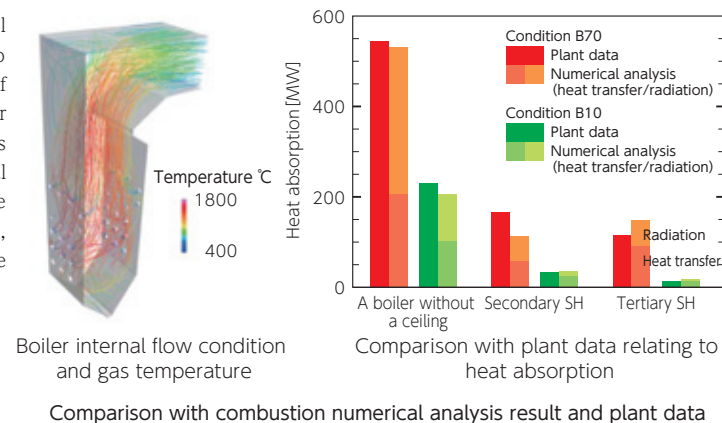 l
o
f
r
s
l
e
,
e
Temperature ℃
1800
400
Boiler internal flow condition
and gas temperature
Heat absorption [MW]
600
400
200
0
Condition B70
Plant data
Numerical analysis
(heat transfer/radiation)
Condition B10
Plant data
Numerical analysis
(heat transfer/radiation)
Radiation
Heat transfer
A boiler without
a ceiling
Secondary SH
Tertiary SH
Comparison with plant data relating to
heat absorption
Comparison with combustion numerical analysis result and plant data